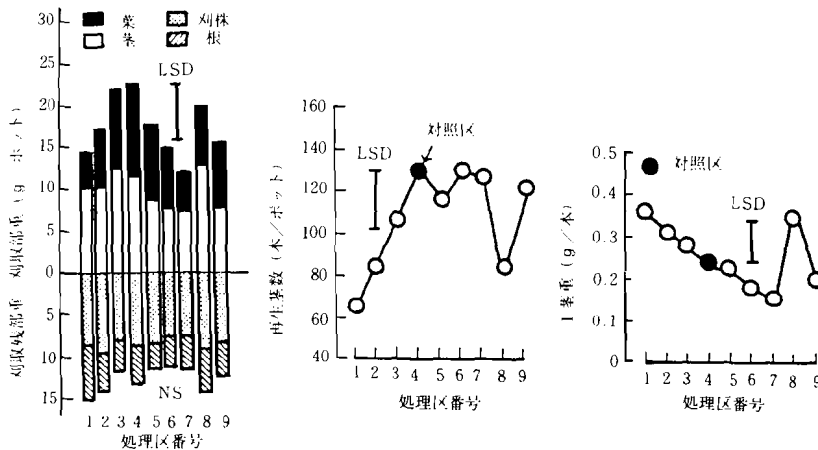 30
25
20
15
10
5
0
5
10
15
刈取部重(g/ポット)
刈取残部重
葉
茎
刈株
根
LSD
NS
1 2 3 4 5 6 7 8 9
処理区番号
160
140
120
100
80
60
40
再生茎数(本/ポット)
LSD
対照区
1 2 3 4 5 6 7 8 9
処理区番号
0.5
0.4
0.3
0.2
0.1
0
1茎重(g/本)
対照区
LSD
1 2 3 4 5 6 7 8 9
処理区番号